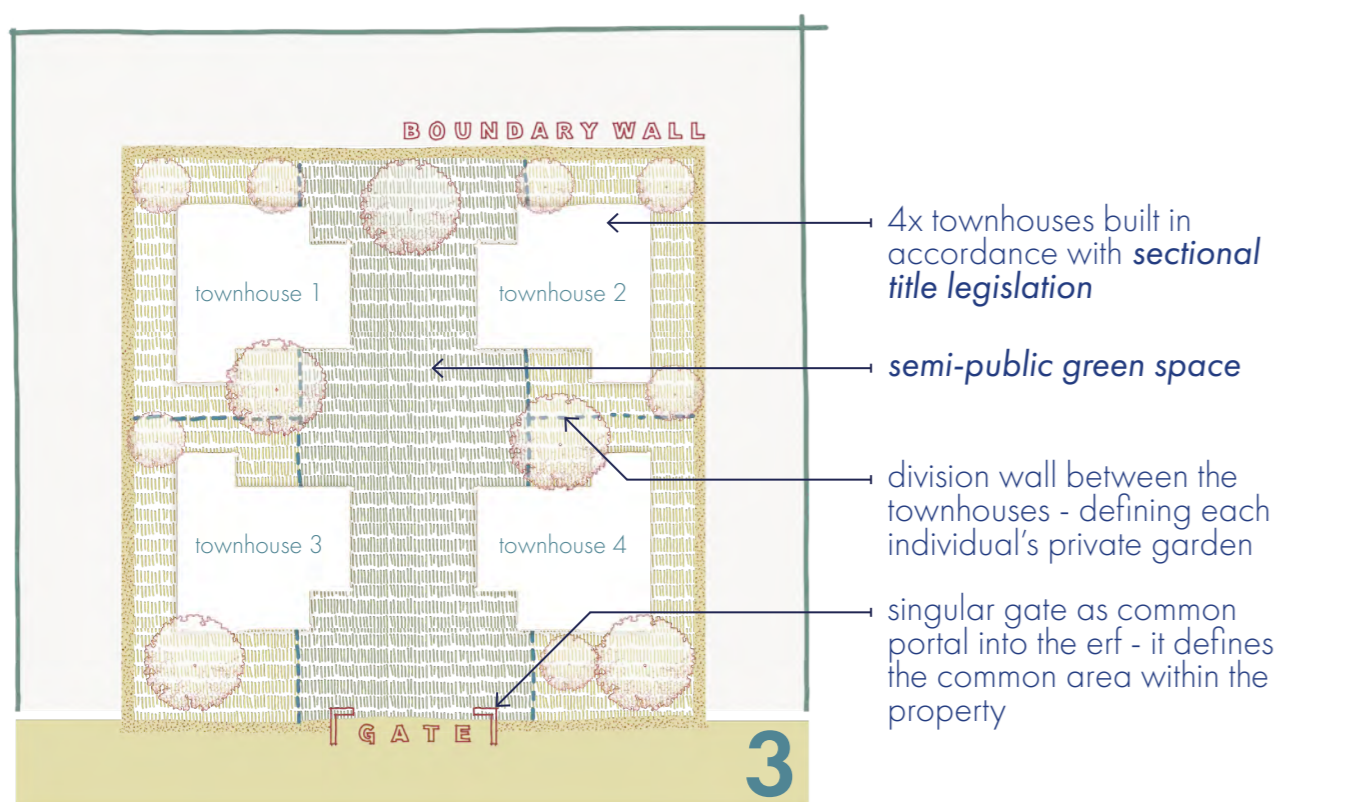 BOUNDARY WALL
townhouse 1
townhouse 2
townhouse 3
townhouse 4
GATE
3
4x townhouses built in
accordance with sectional
title legislation
semi-public green space
division wall between the
townhouses - defining each
individual's private garden
singular gate as common
portal into the erf - it defines
the common area within the
property